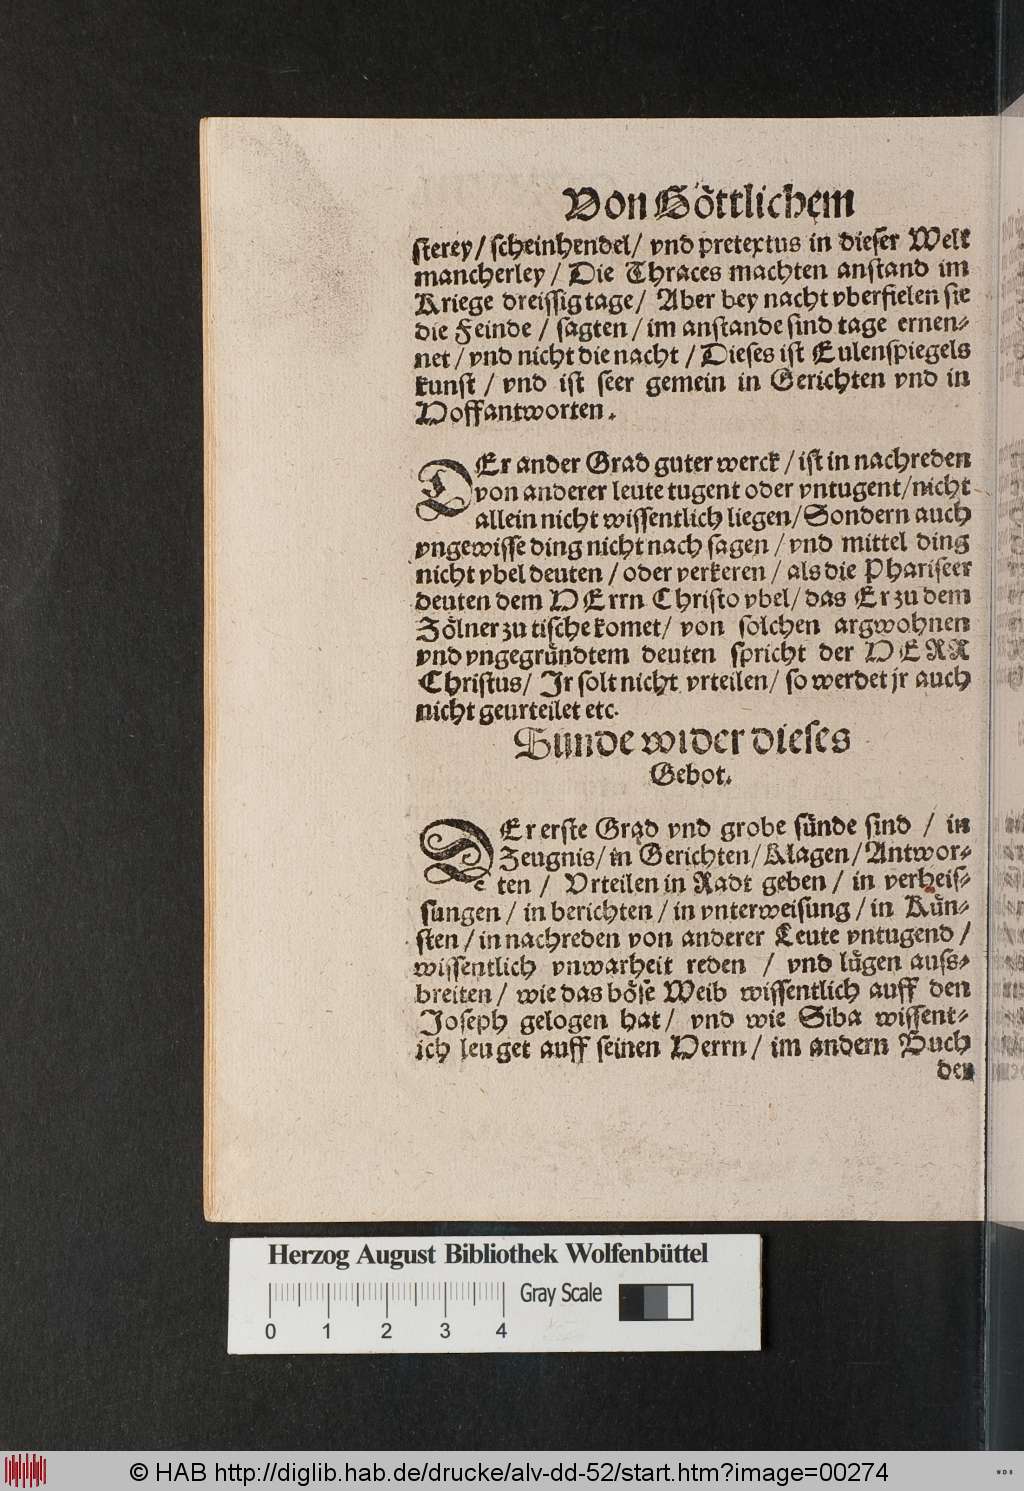 Von Göttlichem
sterey/ scheinhendel/ vnd pretextus in dieser Welt
mancherley / Die Thraces machten anstand im
Kriege dreissig tage/ Aber bey nacht vberfielen sie
die Feinde / sagten / im anstande sind tage ernen-
net / vnd nicht die nacht / Dieses ist Eulenspiegels
kunst / vnd ist seer gemein in Gerichten vnd in
Hoffantworten.
DEr ander Grad guter werck / ist in nachreden
von anderer leute tugent oder vntugent/ nicht
allein nicht wissentlich liegen/ Sondern auch
vngewisse ding nicht nach sagen / vnd mittel ding
nicht vbel deuten / oder verkeren / als die Phariseer
deuten dem HErrn Christo vbel/ das Er zu dem
Zölner zu tische komet/ von solchen argwohnen
vnd vngegründtem deuten spricht der HERR
Christus/ Jr solt nicht vrteilen/ so werdet jr auch
nicht geurteilet etc.
Sünde wider dieses
Gebot.
DEr erste Grad vnd grobe sünde sind / in
Zeugnis/ in Gerichten/ Klagen/ Antwor-
ten / Vrteilen in Radt geben / in verheis-
sungen / in berichten / in vnterweisung / in Kün-
sten / in nachreden von anderer Leute vntugend /
wissentlich vnwarheit reden / vnd lügen auss-
breiten / wie das böse Weib wissentlich auff den
Joseph gelogen hat/ vnd wie Siba wissent-
ich leuget auff seinen Herrn / im andern Buch
der
Herzog August Bibliothek Wolfenbüttel
0 1 2 3 4
Gray Scale
© HAB http://diglib.hab.de/drucke/alv-dd-52/start.htm?image=00274